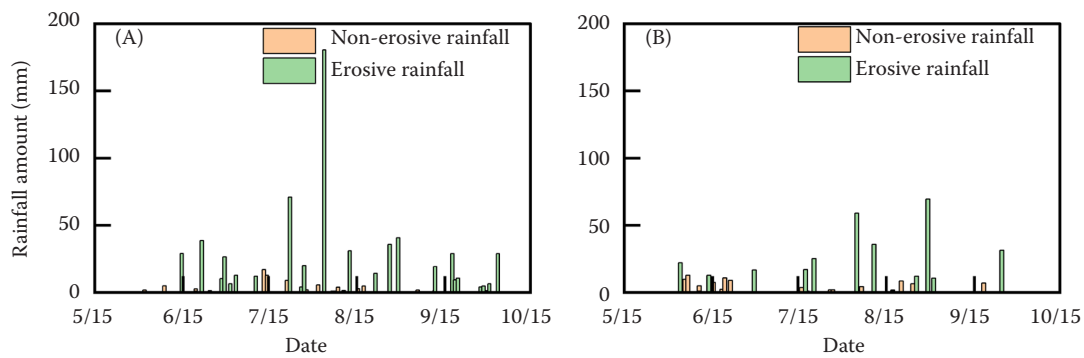 200
(A)
Non-erosive rainfall
Erosive rainfall
150
100
50
0
5/15 6/15 7/15 8/15 9/15 10/15
Date
Rainfall amount (mm)
200
(B)
Non-erosive rainfall
Erosive rainfall
150
100
50
0
5/15 6/15 7/15 8/15 9/15 10/15
Date